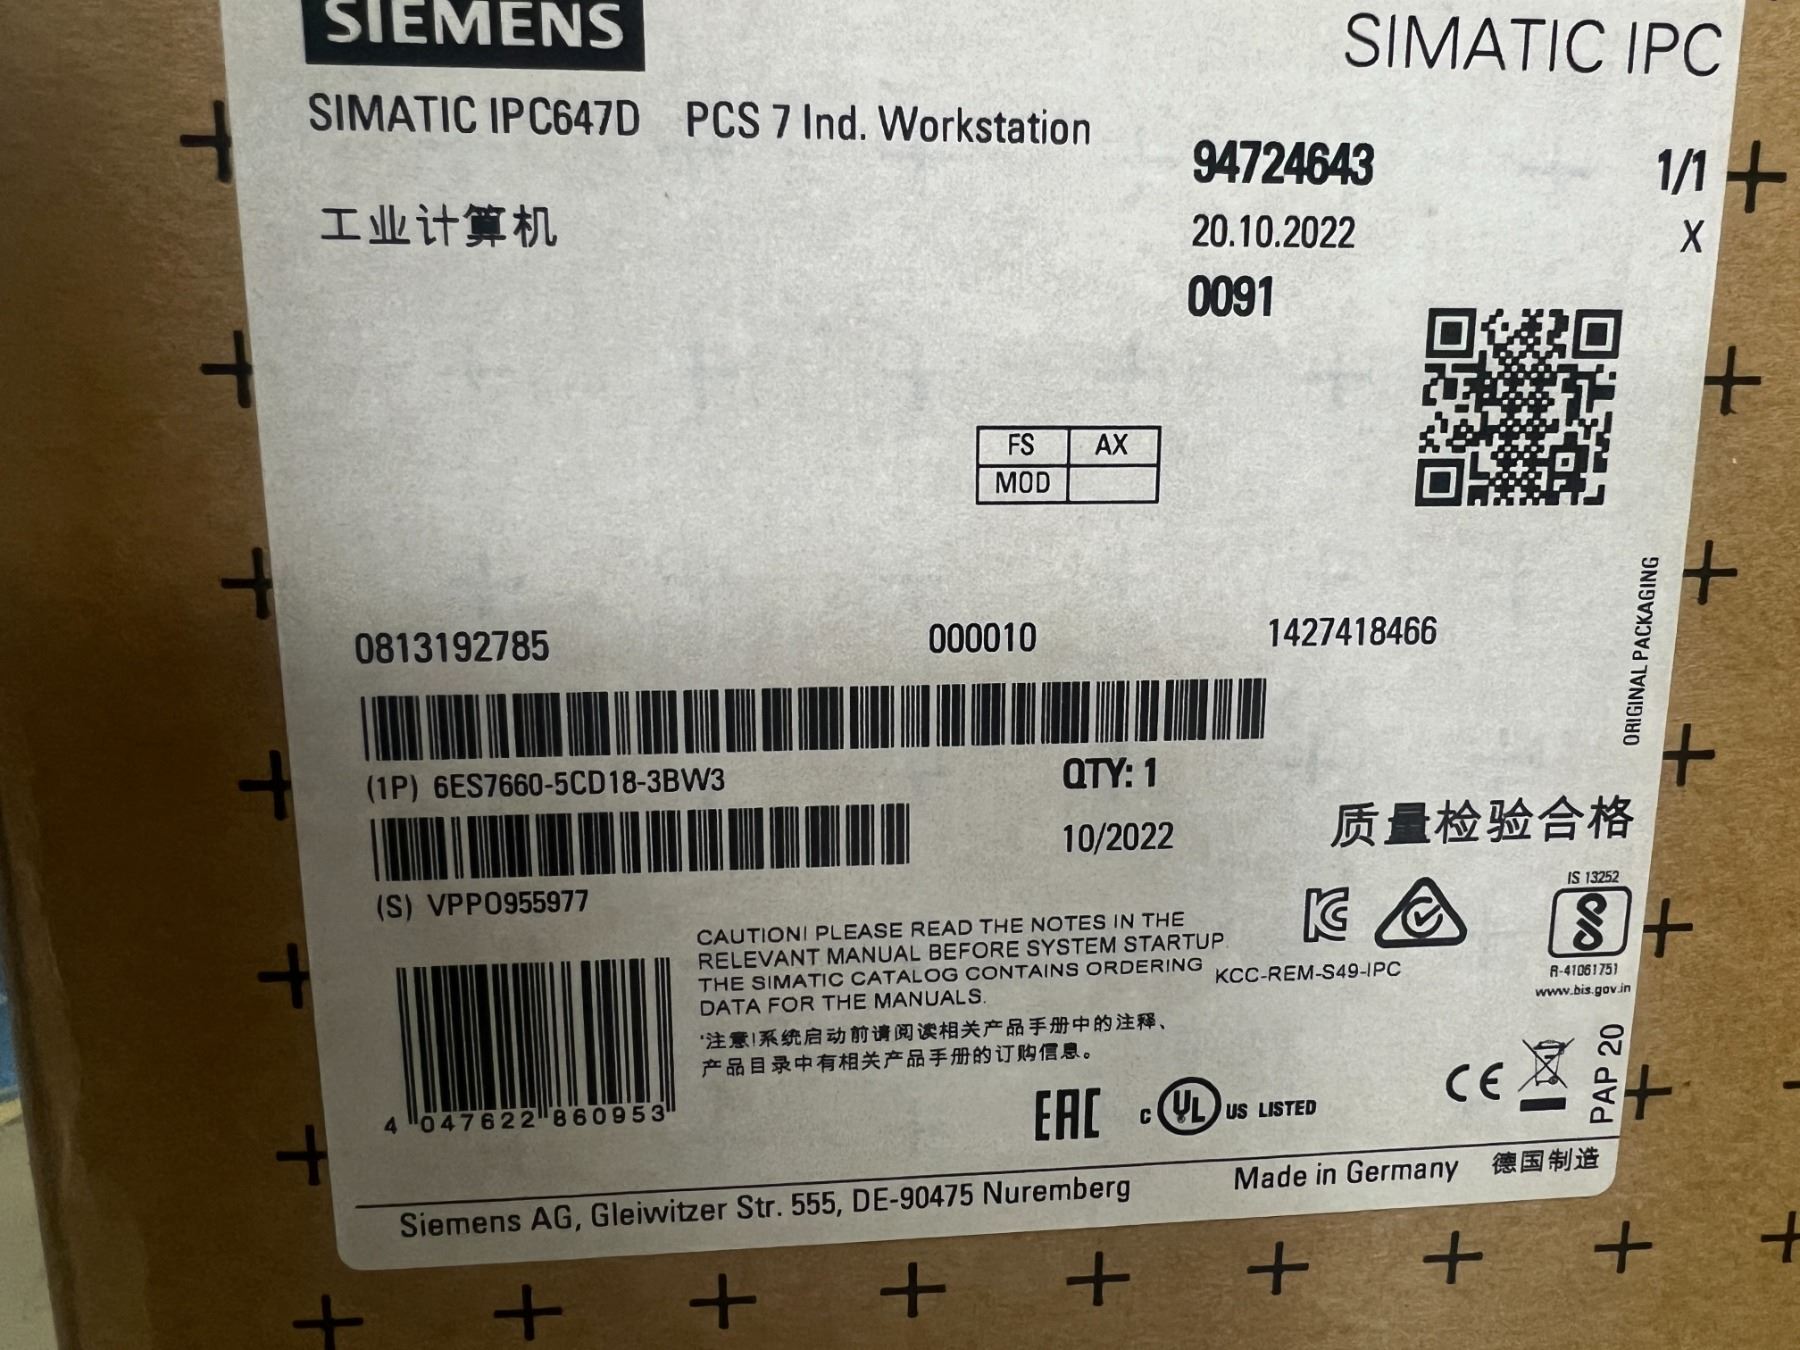 SIEMENS
SIMATIC IPC
SIMATIC IPC647D PCS 7 Ind. Workstation
94724643 1/1
工业计算机
20.10.2022 X
0091
FS AX
MOD
ORIGINAL PACKAGING
0813192785 000010 1427418466
(1P) 6ES7660-5CD18-3BW3 QTY: 1
10/2022 质量检验合格
(S) VPPO955977
IS 13252
R-41061751
www.bis.gov.in
CAUTION! PLEASE READ THE NOTES IN THE
RELEVANT MANUAL BEFORE SYSTEM STARTUP.
THE SIMATIC CATALOG CONTAINS ORDERING
DATA FOR THE MANUALS.
KCC-REM-S49-IPC
'注意!系统启动前请阅读相关产品手册中的注释、
产品目录中有相关产品手册的订购信息。
4 047622 860953
EAC C UL US LISTED
CE
PAP 20
Siemens AG, Gleiwitzer Str. 555, DE-90475 Nuremberg
Made in Germany 德国制造